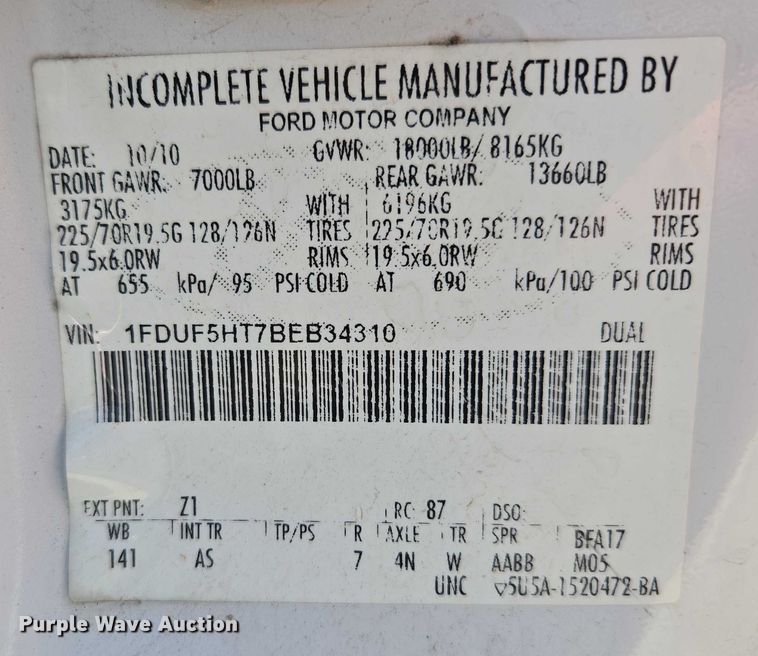 INCOMPLETE VEHICLE MANUFACTURED BY
FORD MOTOR COMPANY
DATE: 10/10 GVWR: 18000LB/ 8165KG
FRONT GAWR: 7000LB REAR GAWR: 13660LB
3175KG WITH 6196KG WITH
225/70R19.5G 128/126N TIRES 225/70R19.5G 128/126N TIRES
19.5x6.0RW RIMS 19.5x6.0RW RIMS
AT 655 kPa/ 95 PSI COLD AT 690 kPa/100 PSI COLD
VIN: 1FDUF5HT7BEB34310 DUAL
EXT PNT: Z1 RC: 87 DSO:
WB INT TR TP/PS R AXLE TR SPR BFA17
141 AS 7 4N W AABB M05
UNC ▽5U5A-1520472-BA
Purple Wave Auction